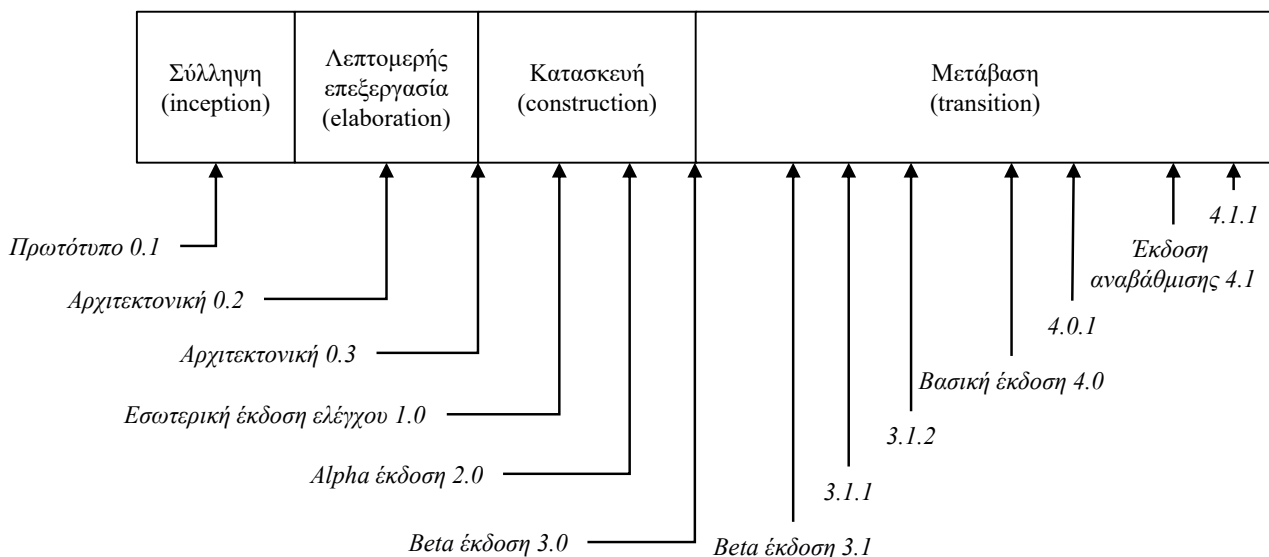 Σύλληψη
(inception)
Λεπτομερής
επεξεργασία
(elaboration)
Κατασκευή
(construction)
Μετάβαση
(transition)
Πρωτότυπο 0.1
Αρχιτεκτονική 0.2
Αρχιτεκτονική 0.3
Εσωτερική έκδοση ελέγχου 1.0
Alpha έκδοση 2.0
Beta έκδοση 3.0
Beta έκδοση 3.1
3.1.1
3.1.2
Βασική έκδοση 4.0
4.0.1
Έκδοση
αναβάθμισης 4.1
4.1.1